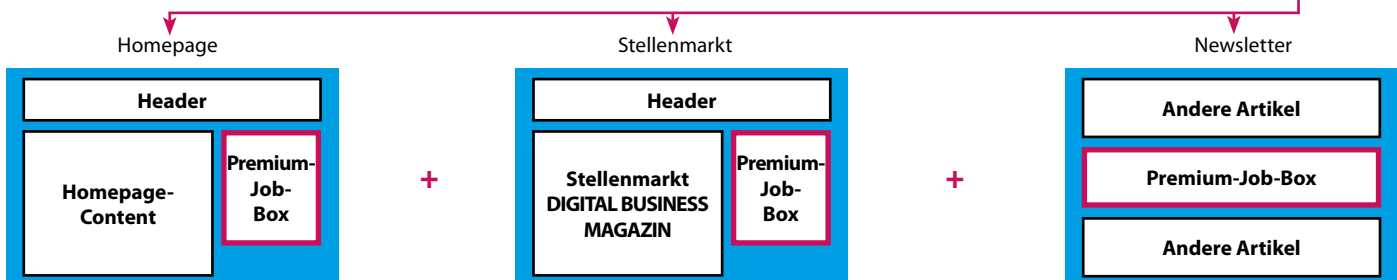 Homepage
Header
Homepage-
Content
Premium-
Job-
Box
+
Stellenmarkt
Header
Stellenmarkt
DIGITAL BUSINESS
MAGAZIN
Premium-
Job-
Box
+
Newsletter
Andere Artikel
Premium-Job-Box
Andere Artikel